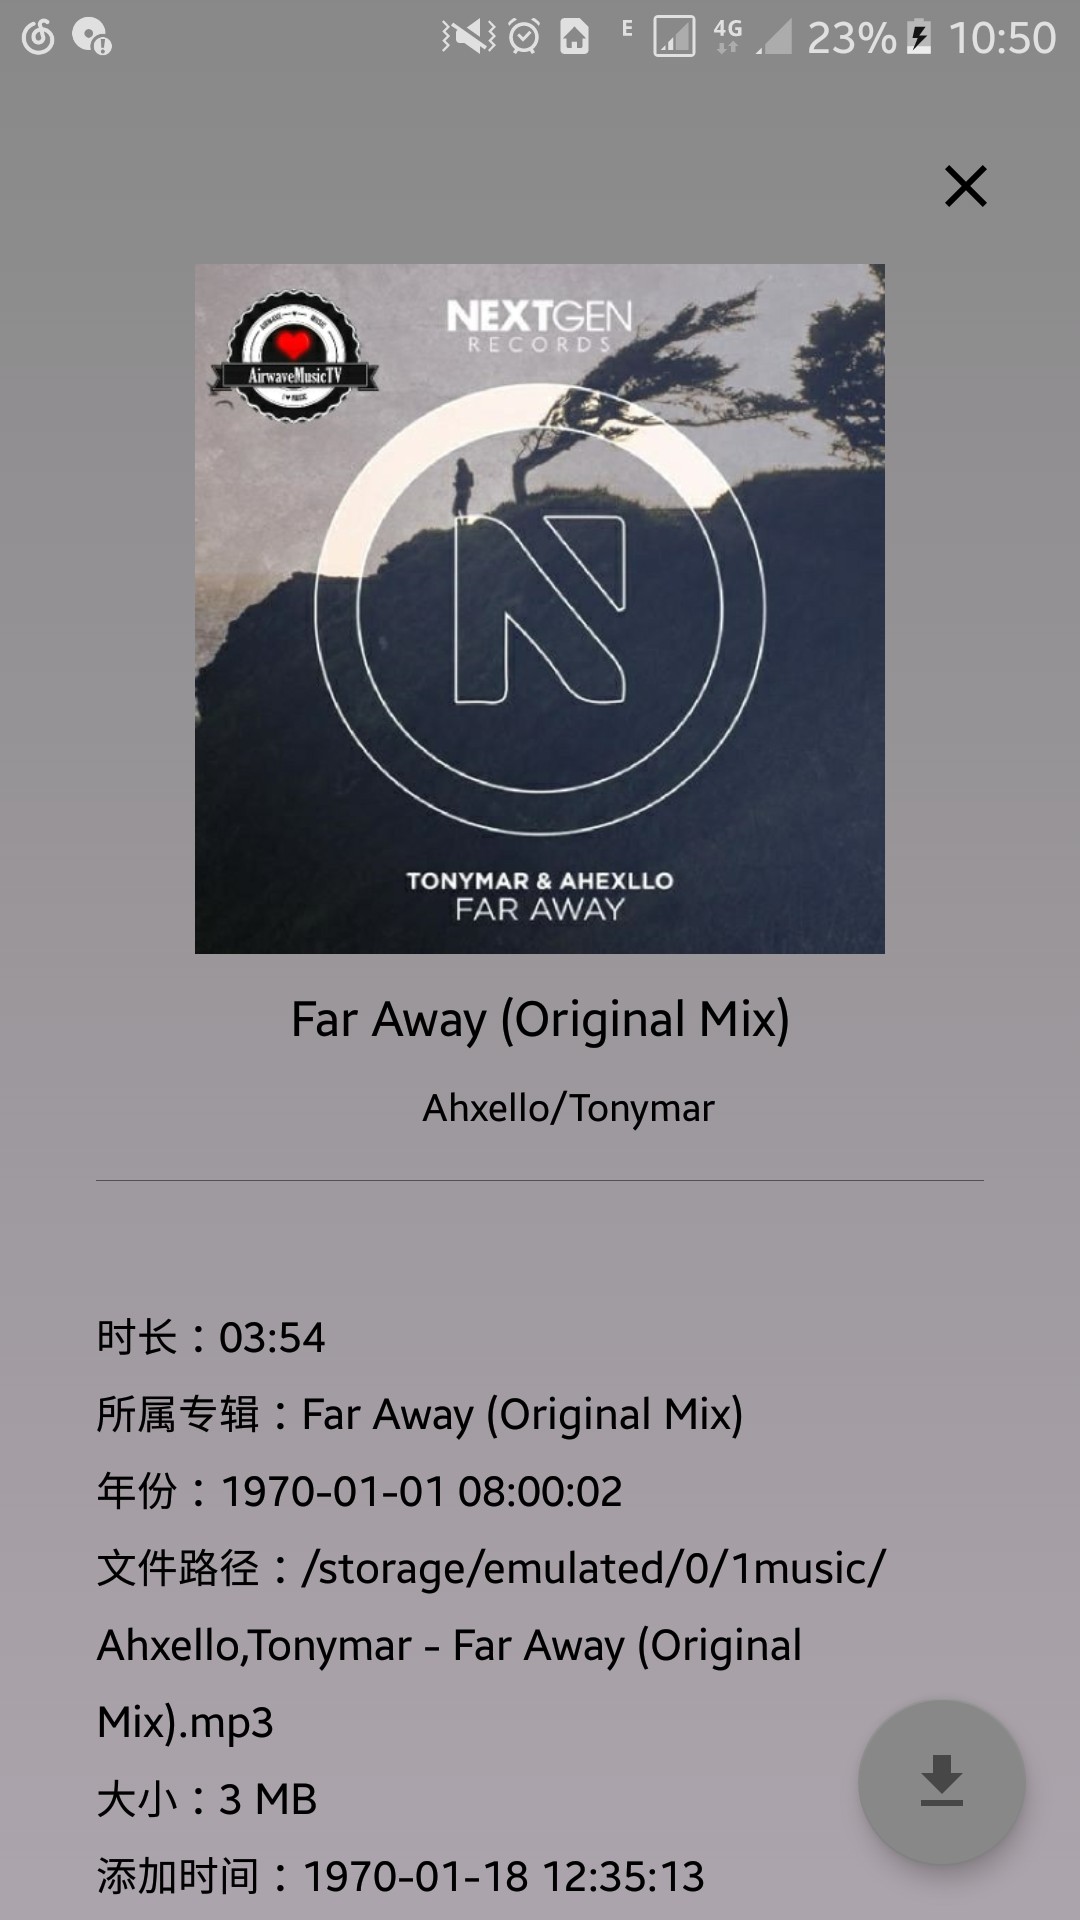 E 4G 23% 10:50
NEXTGEN
RECORDS
AIRWAVE MUSIC
AirwaveMusicTV
I ♥ MUSIC
TONYMAR & AHEXLLO
FAR AWAY
Far Away (Original Mix)
Ahxello/Tonymar
时长：03:54
所属专辑：Far Away (Original Mix)
年份：1970-01-01 08:00:02
文件路径：/storage/emulated/0/1music/
Ahxello,Tonymar - Far Away (Original
Mix).mp3
大小：3 MB
添加时间：1970-01-18 12:35:13